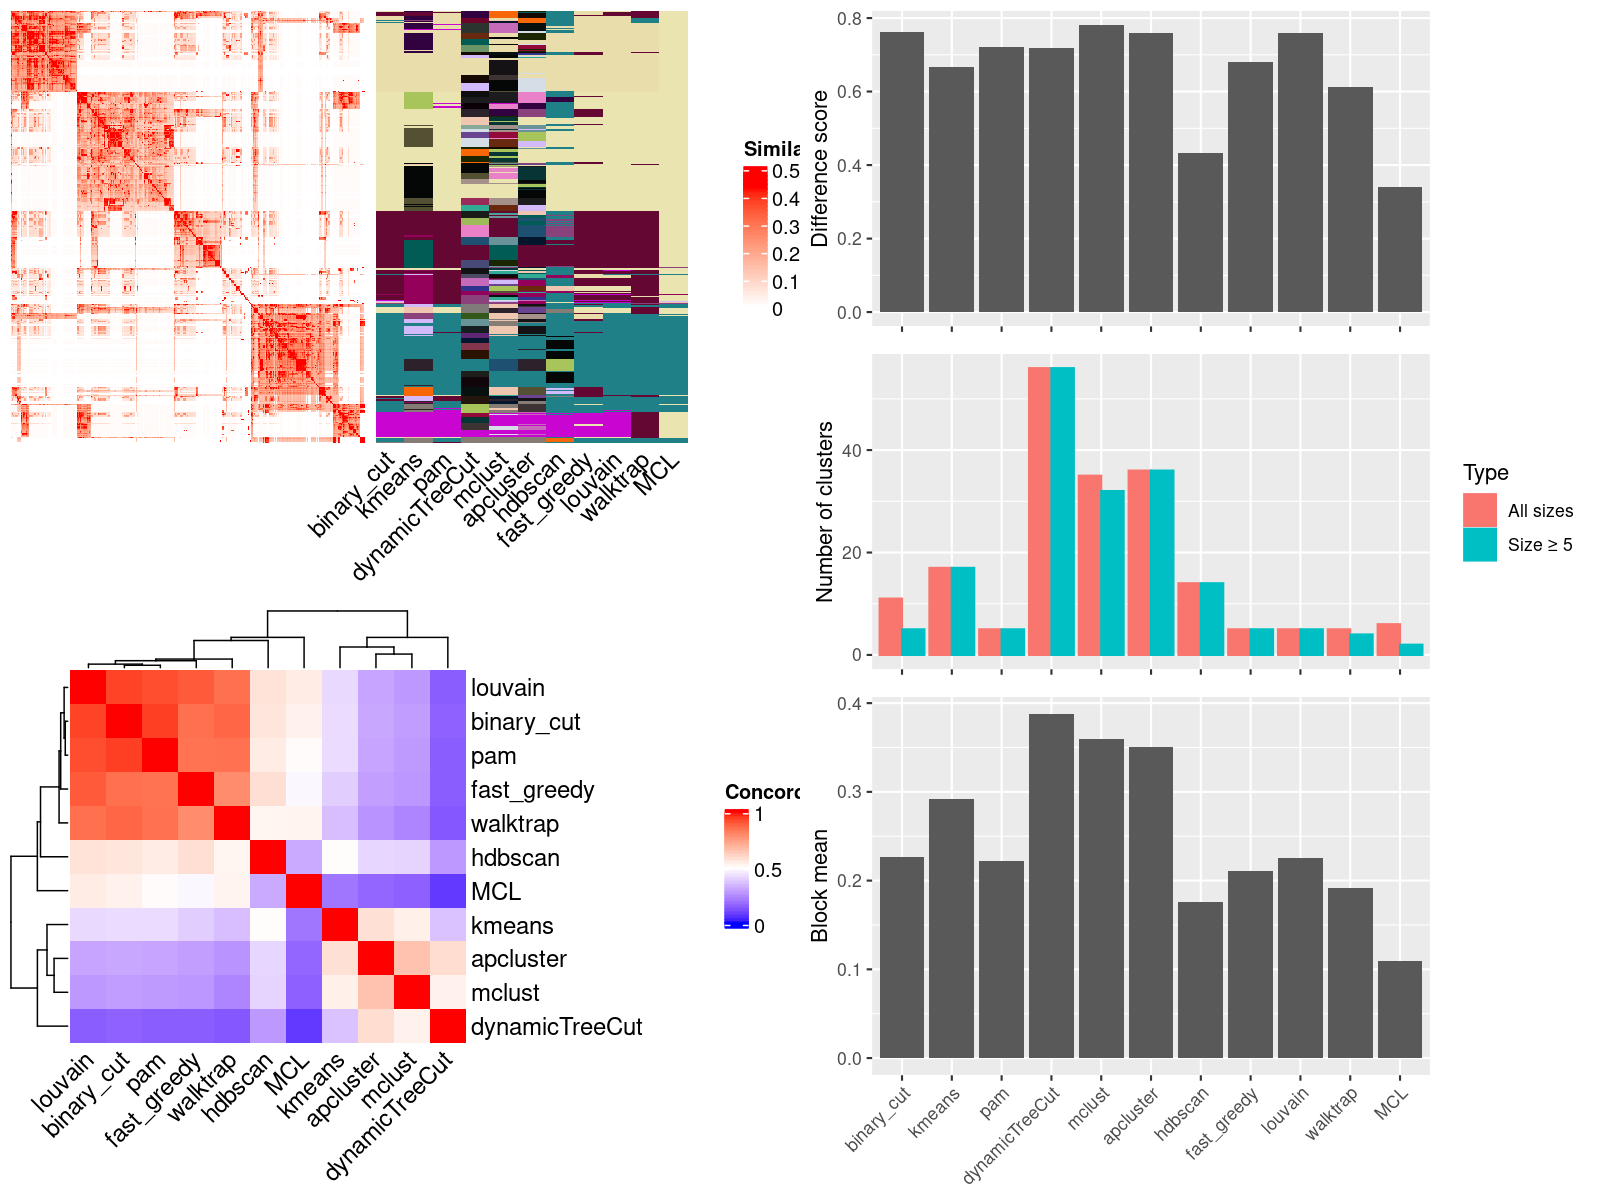 Simila
0.5
0.4
0.3
0.2
0.1
0
binary_cut
kmeans
pam
dynamicTreeCut
mclust
apcluster
hdbscan
fast_greedy
louvain
walktrap
MCL
louvain
binary_cut
pam
fast_greedy
walktrap
hdbscan
MCL
kmeans
apcluster
mclust
dynamicTreeCut
louvain
binary_cut
pam
fast_greedy
walktrap
hdbscan
MCL
kmeans
apcluster
mclust
dynamicTreeCut
Concord
1
0.5
0
Difference score
0.8
0.6
0.4
0.2
0.0
Number of clusters
40
20
0
Type
All sizes
Size ≥ 5
Block mean
0.4
0.3
0.2
0.1
0.0
binary_cut
kmeans
pam
dynamicTreeCut
mclust
apcluster
hdbscan
fast_greedy
louvain
walktrap
MCL